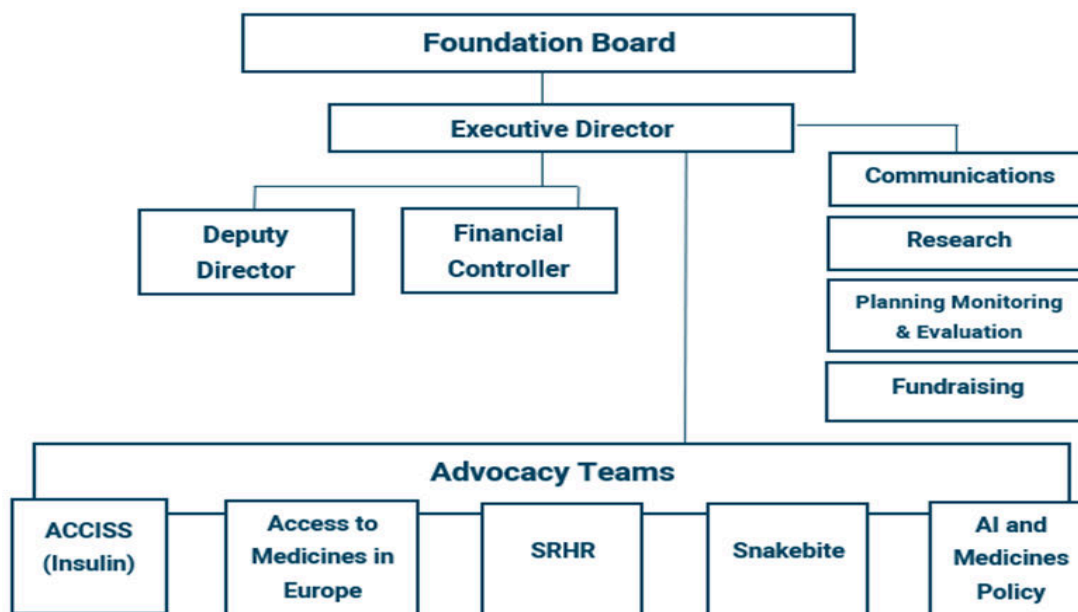 Foundation Board
Executive Director
Communications
Research
Planning Monitoring
& Evaluation
Fundraising
Deputy
Director
Financial
Controller
Advocacy Teams
ACCISS
(Insulin)
Access to
Medicines in
Europe
SRHR
Snakebite
AI and
Medicines
Policy